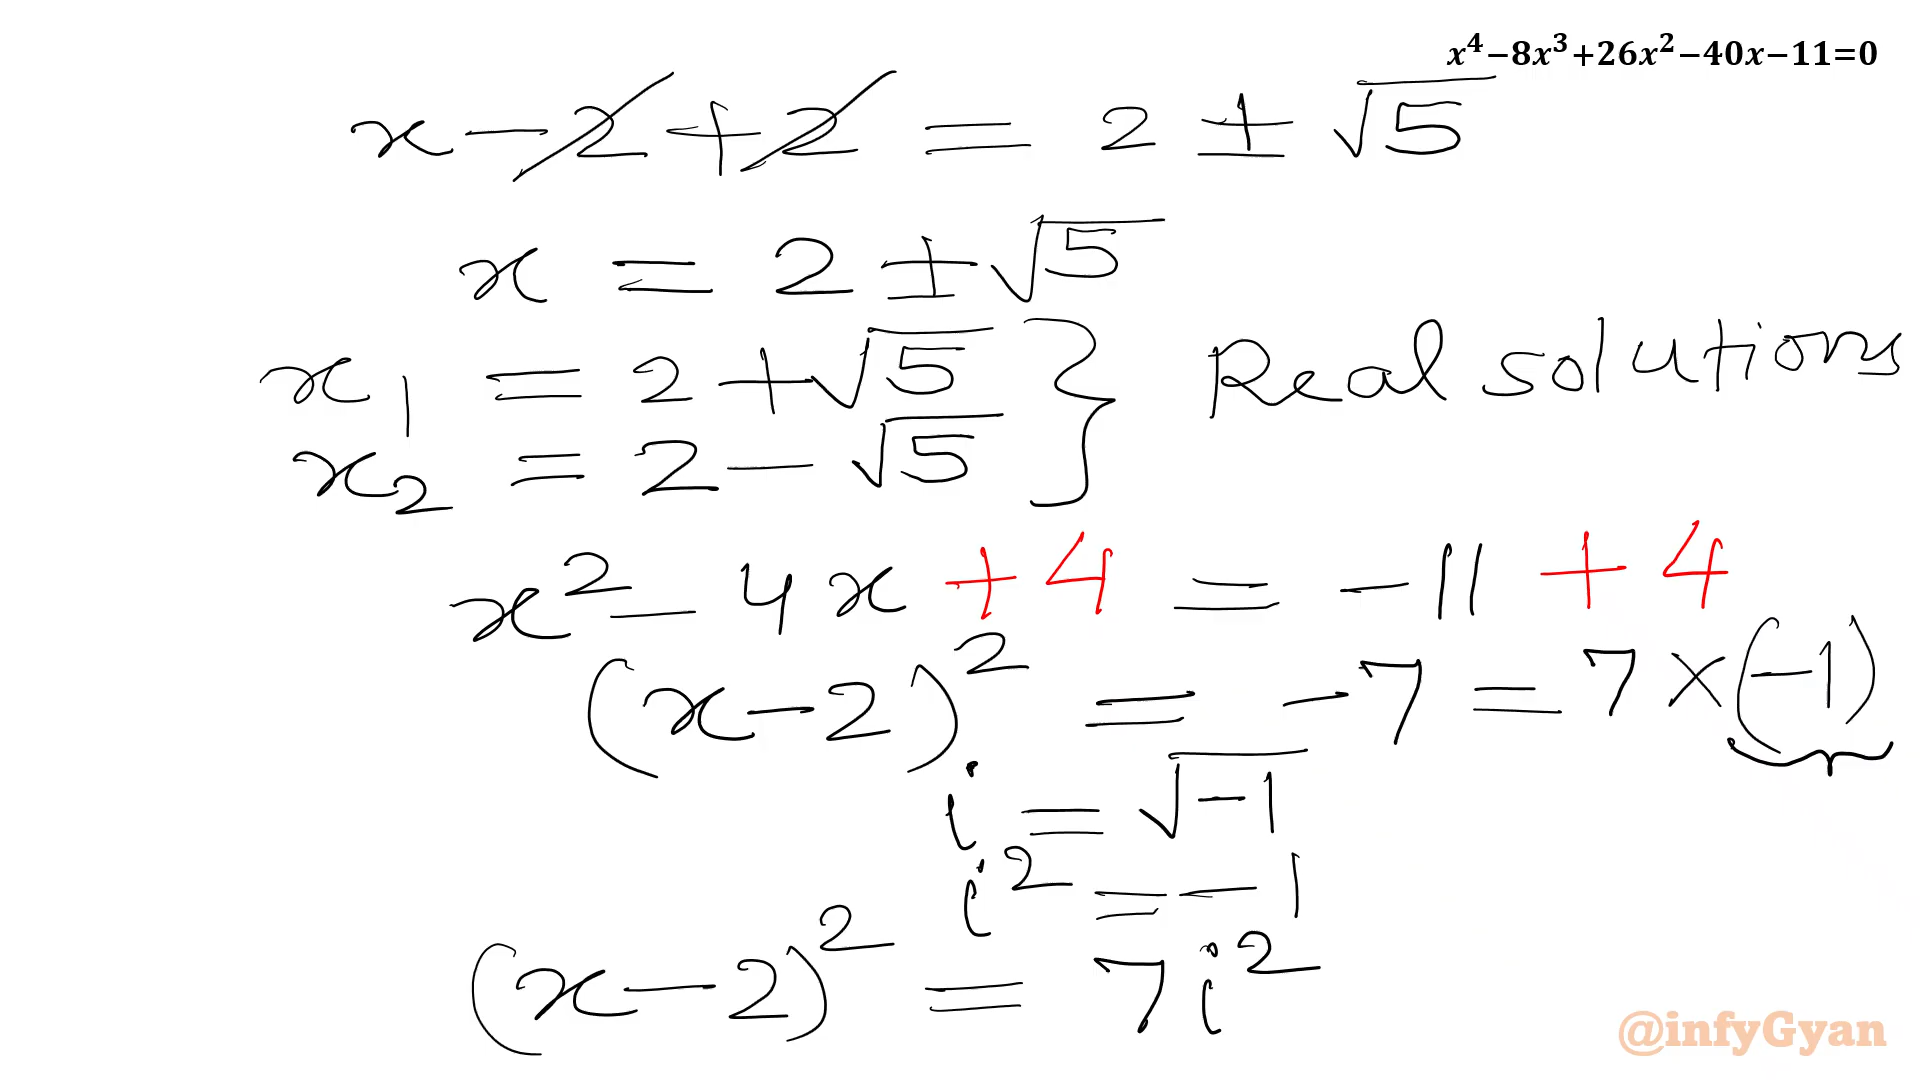 x⁴−8x³+26x²−40x−11=0
x − 2 + 2 = 2 ± √5
x = 2 ± √5
x₁ = 2 + √5
x₂ = 2 − √5 } Real solutions
x² − 4x + 4 = −11 + 4
(x − 2)² = −7 = 7 × (−1)
i = √−1
i² = −1
(x − 2)² = 7i²
@infyGyan